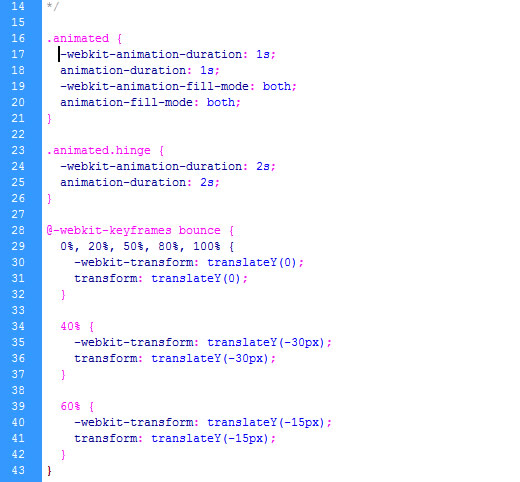 14 */
15
16 .animated {
17   -webkit-animation-duration: 1s;
18   animation-duration: 1s;
19   -webkit-animation-fill-mode: both;
20   animation-fill-mode: both;
21 }
22
23 .animated.hinge {
24   -webkit-animation-duration: 2s;
25   animation-duration: 2s;
26 }
27
28 @-webkit-keyframes bounce {
29   0%, 20%, 50%, 80%, 100% {
30     -webkit-transform: translateY(0);
31     transform: translateY(0);
32   }
33
34   40% {
35     -webkit-transform: translateY(-30px);
36     transform: translateY(-30px);
37   }
38
39   60% {
40     -webkit-transform: translateY(-15px);
41     transform: translateY(-15px);
42   }
43 }